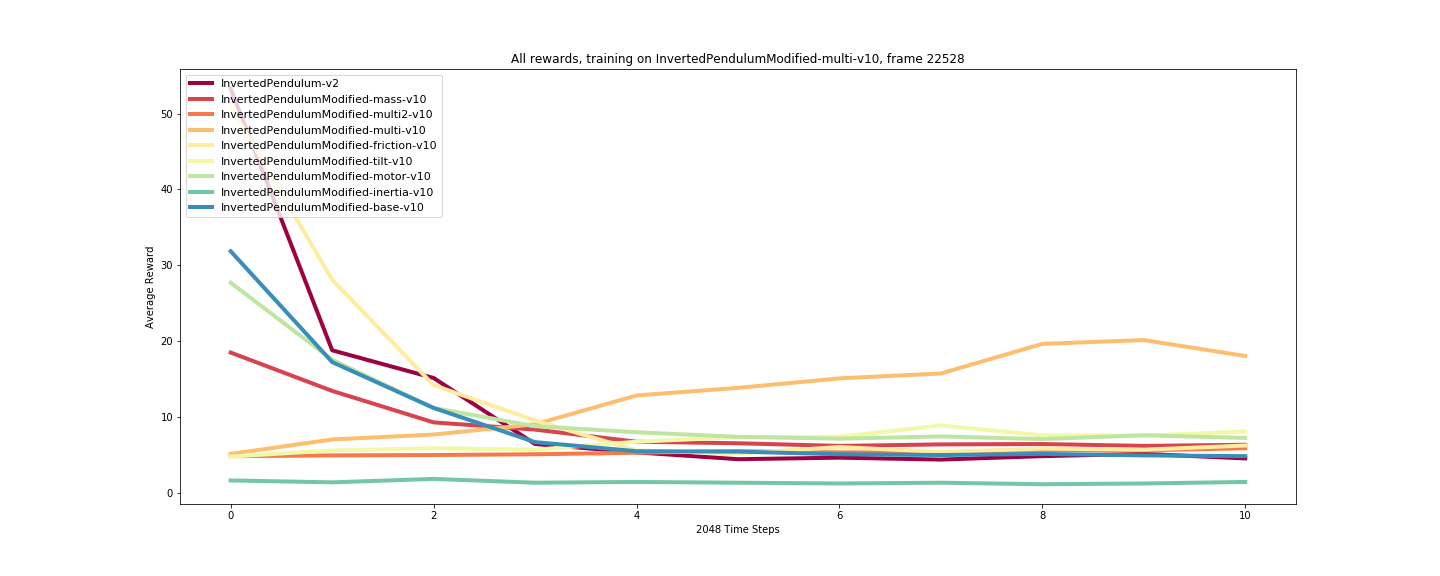 All rewards, training on InvertedPendulumModified-multi-v10, frame 22528
InvertedPendulum-v2
InvertedPendulumModified-mass-v10
InvertedPendulumModified-multi2-v10
InvertedPendulumModified-multi-v10
InvertedPendulumModified-friction-v10
InvertedPendulumModified-tilt-v10
InvertedPendulumModified-motor-v10
InvertedPendulumModified-inertia-v10
InvertedPendulumModified-base-v10
50
40
30
20
10
0
Average Reward
0 2 4 6 8 10
2048 Time Steps